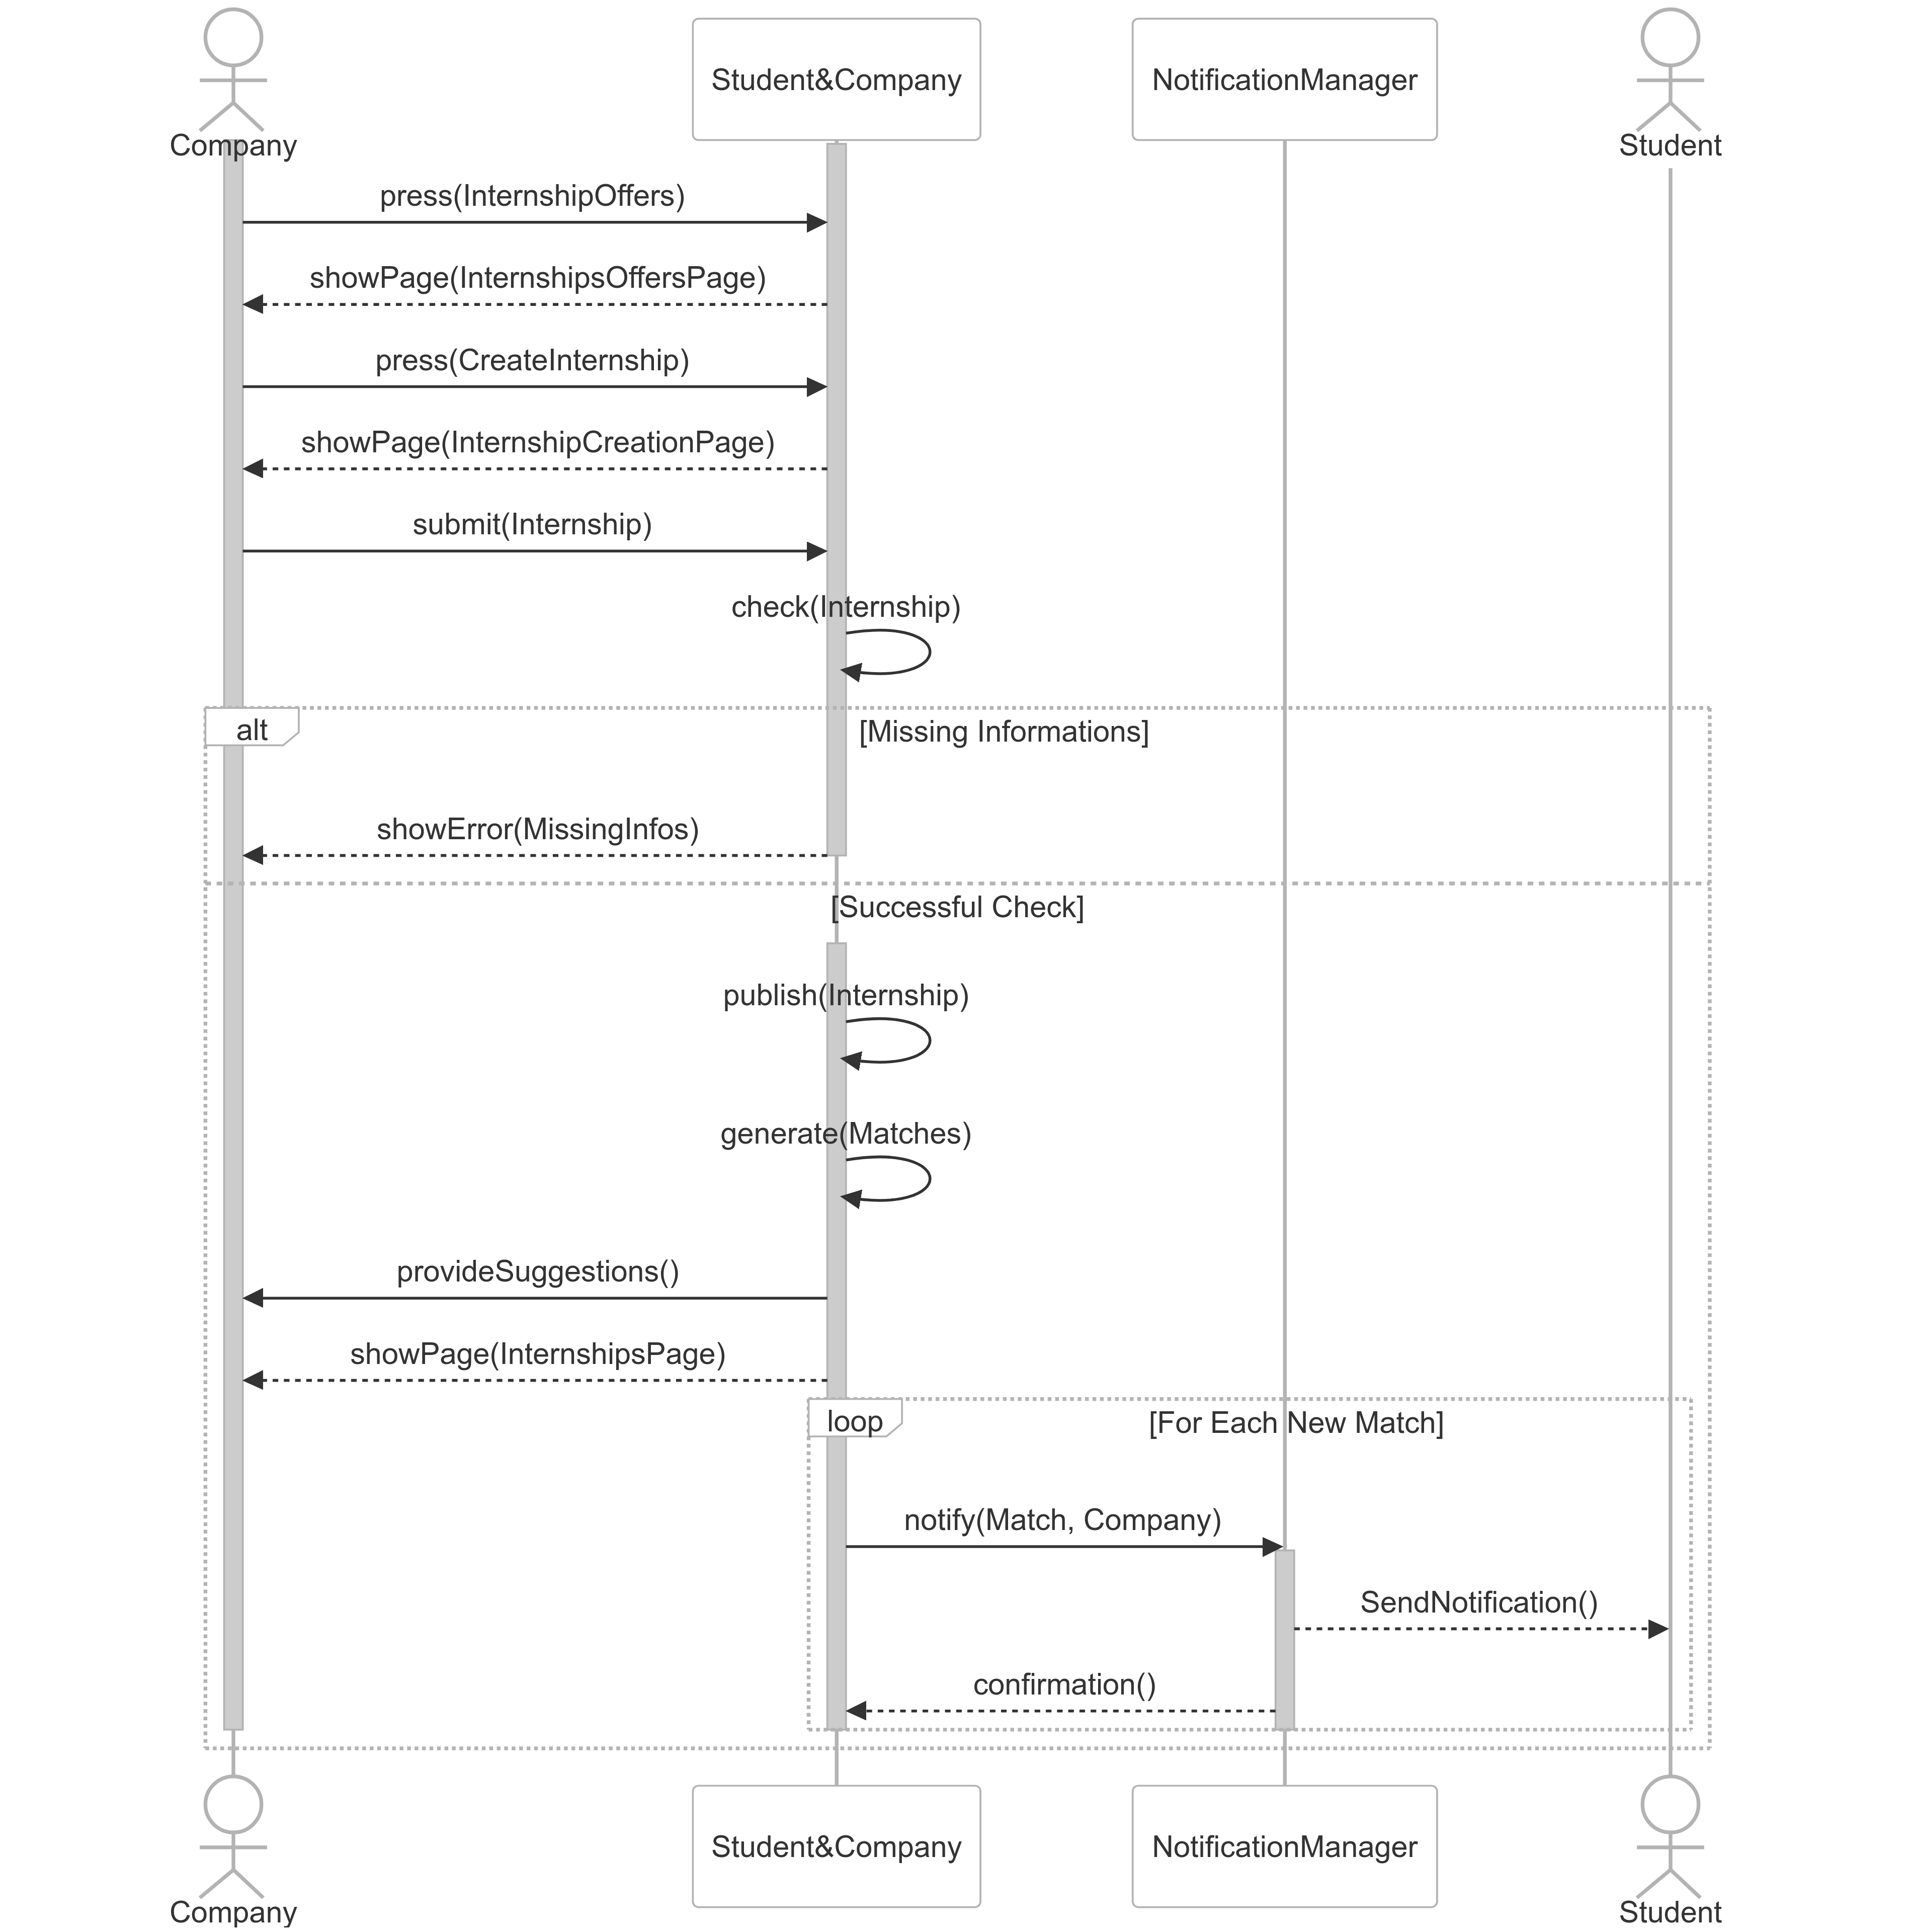 Company
Student&Company
NotificationManager
Student
press(InternshipOffers)
showPage(InternshipsOffersPage)
press(CreateInternship)
showPage(InternshipCreationPage)
submit(Internship)
check(Internship)
alt
[Missing Informations]
showError(MissingInfos)
[Successful Check]
publish(Internship)
generate(Matches)
provideSuggestions()
showPage(InternshipsPage)
loop
[For Each New Match]
notify(Match, Company)
SendNotification()
confirmation()
Company
Student&Company
NotificationManager
Student